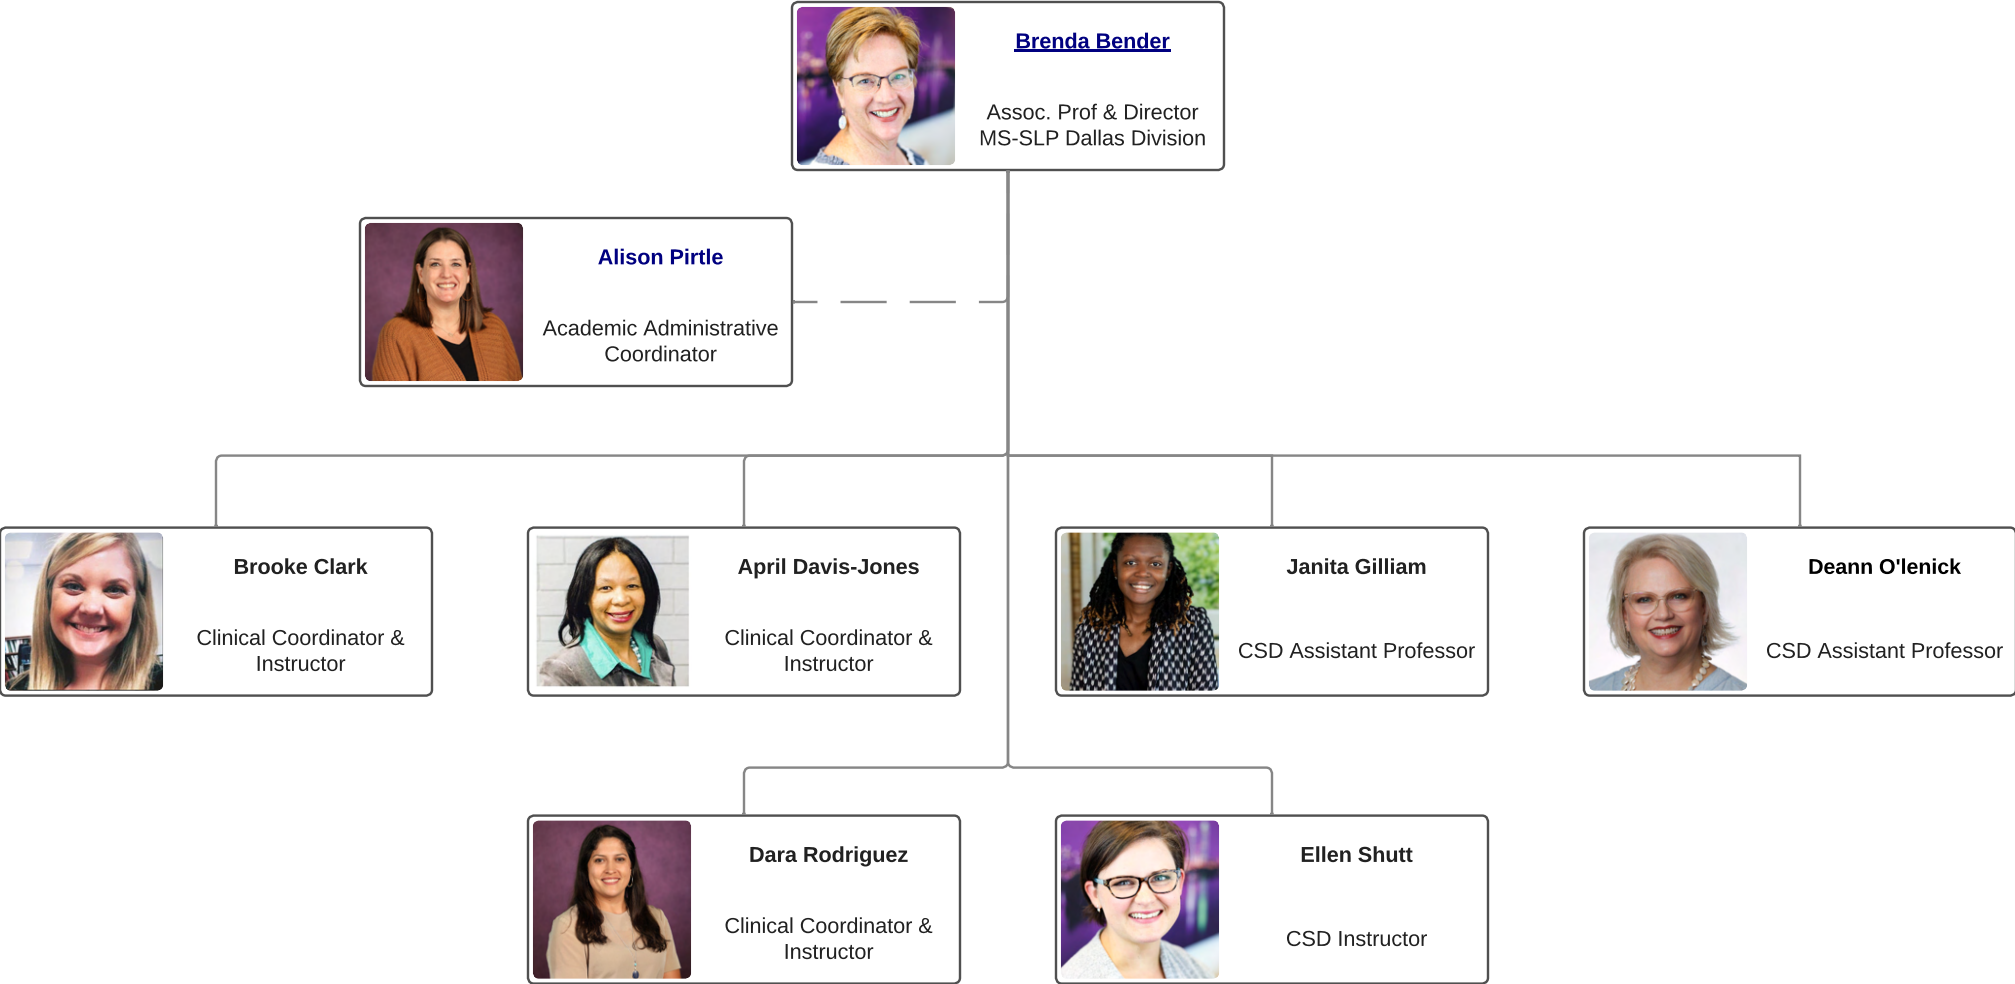 Brenda Bender
Assoc. Prof & Director
MS-SLP Dallas Division
Alison Pirtle
Academic Administrative
Coordinator
Brooke Clark
Clinical Coordinator &
Instructor
April Davis-Jones
Clinical Coordinator &
Instructor
Janita Gilliam
CSD Assistant Professor
Deann O'lenick
CSD Assistant Professor
Dara Rodriguez
Clinical Coordinator &
Instructor
Ellen Shutt
CSD Instructor